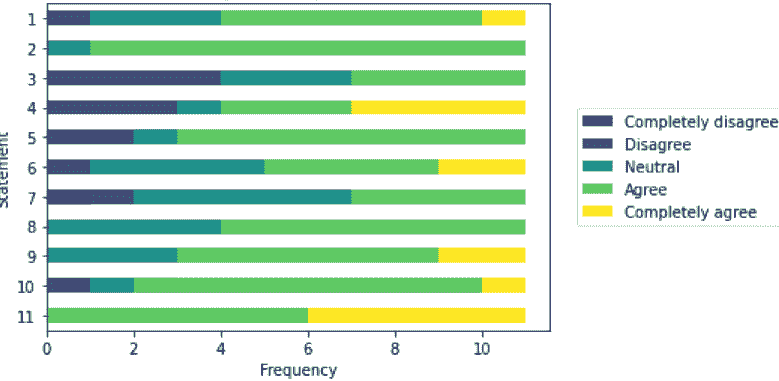 1
2
3
4
5
6
7
8
9
10
11
Statement
0 2 4 6 8 10
Frequency
Completely disagree
Disagree
Neutral
Agree
Completely agree